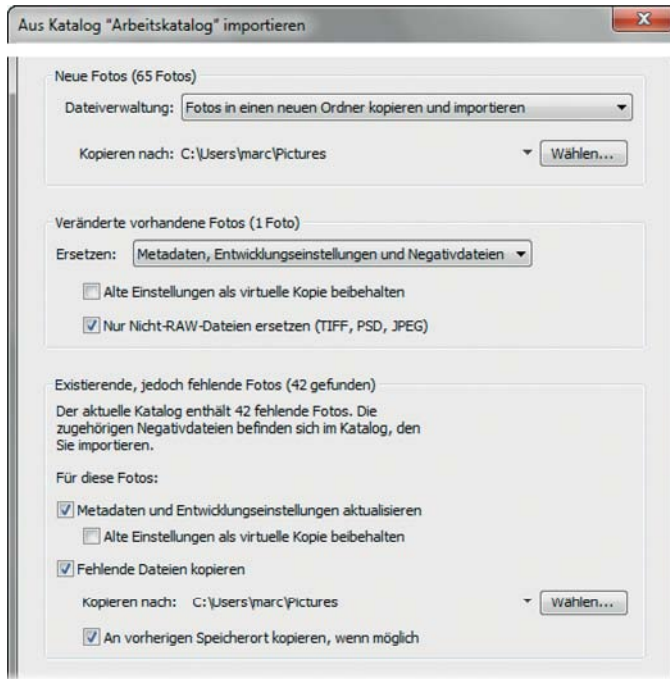 Aus Katalog "Arbeitskatalog" importieren
Neue Fotos (65 Fotos)
Dateiverwaltung: Fotos in einen neuen Ordner kopieren und importieren
Kopieren nach: C:\Users\marc\Pictures Wählen...
Veränderte vorhandene Fotos (1 Foto)
Ersetzen: Metadaten, Entwicklungseinstellungen und Negativdateien
Alte Einstellungen als virtuelle Kopie beibehalten
Nur Nicht-RAW-Dateien ersetzen (TIFF, PSD, JPEG)
Existierende, jedoch fehlende Fotos (42 gefunden)
Der aktuelle Katalog enthält 42 fehlende Fotos. Die
zugehörigen Negativdateien befinden sich im Katalog, den
Sie importieren.
Für diese Fotos:
Metadaten und Entwicklungseinstellungen aktualisieren
Alte Einstellungen als virtuelle Kopie beibehalten
Fehlende Dateien kopieren
Kopieren nach: C:\Users\marc\Pictures Wählen...
An vorherigen Speicherort kopieren, wenn möglich